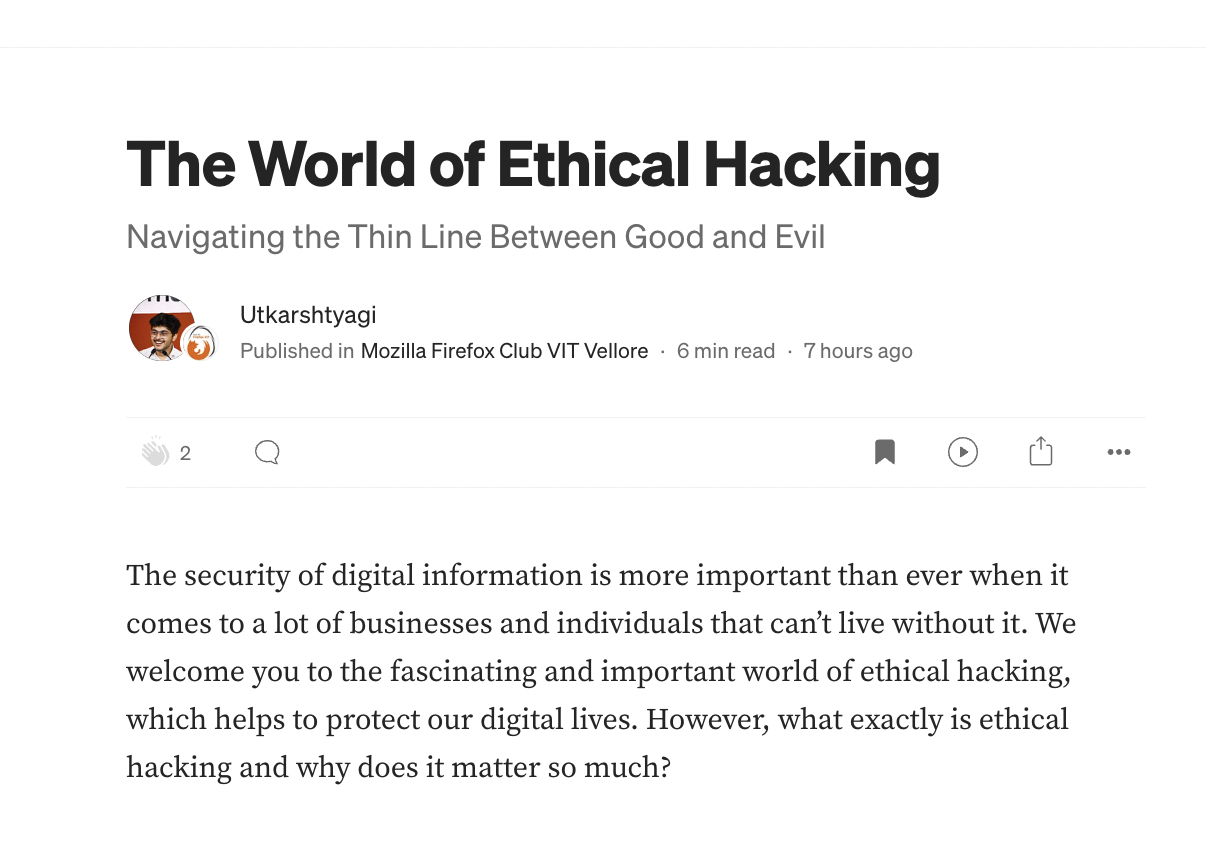 The World of Ethical Hacking
Navigating the Thin Line Between Good and Evil
Utkarshtyagi
Published in Mozilla Firefox Club VIT Vellore · 6 min read · 7 hours ago
2
The security of digital information is more important than ever when it
comes to a lot of businesses and individuals that can’t live without it. We
welcome you to the fascinating and important world of ethical hacking,
which helps to protect our digital lives. However, what exactly is ethical
hacking and why does it matter so much?